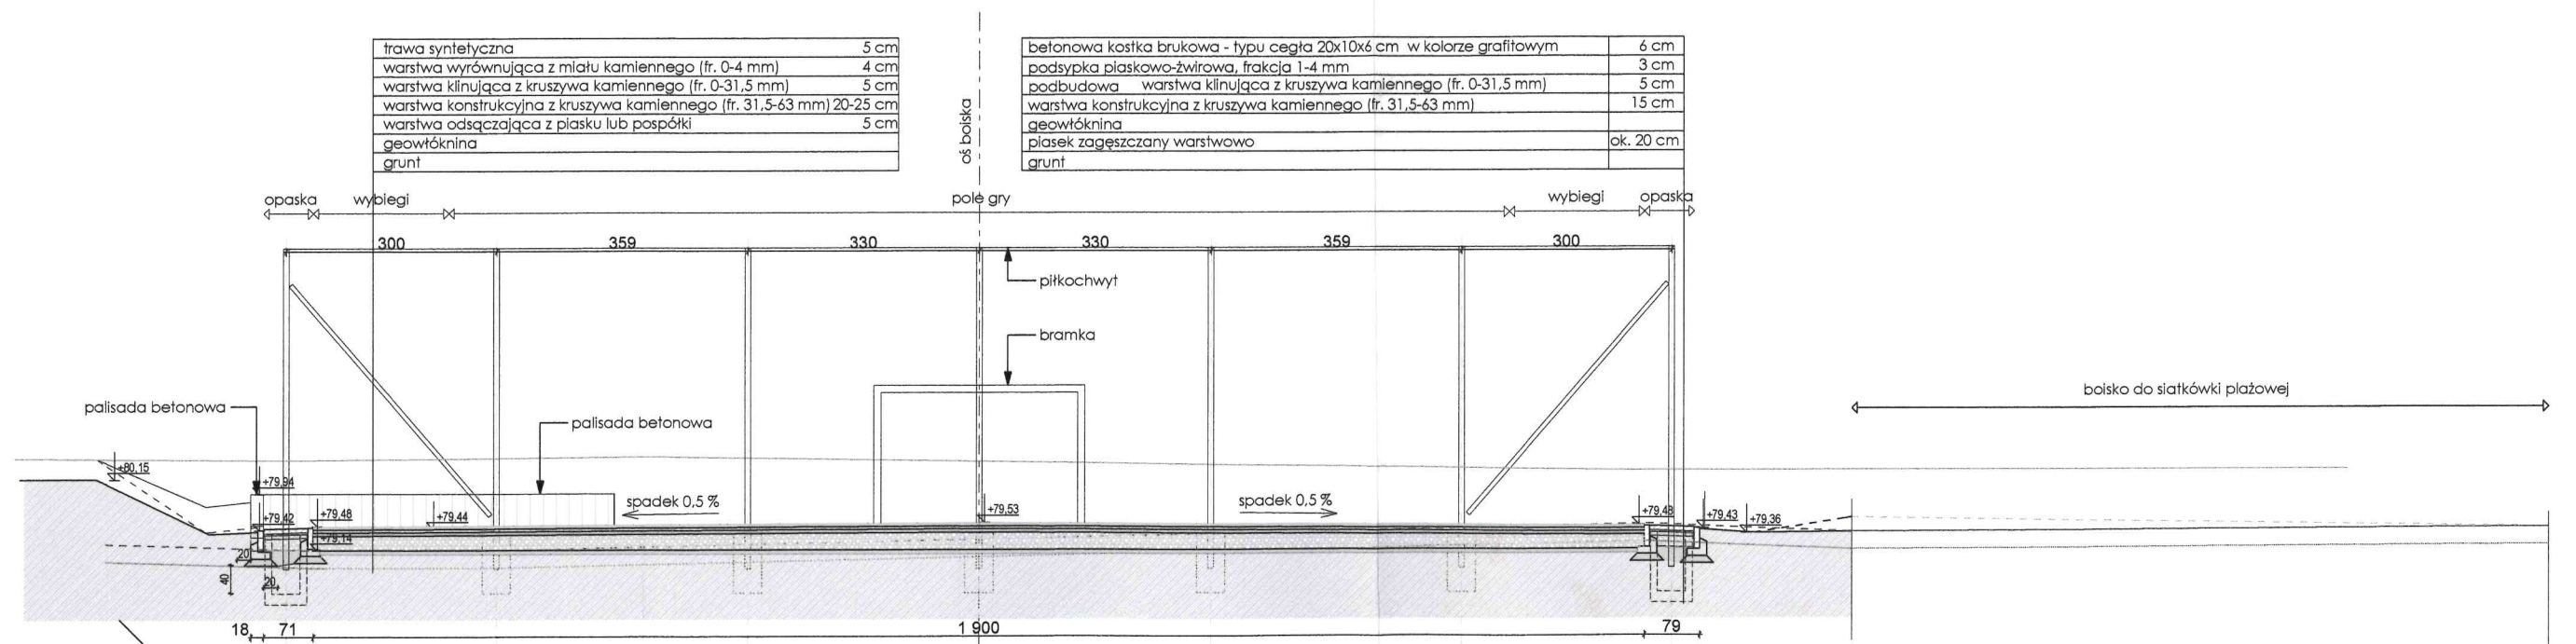 trawa syntetyczna 5 cm
warstwa wyrównująca z miału kamiennego (fr. 0-4 mm) 4 cm
warstwa klinująca z kruszywa kamiennego (fr. 0-31,5 mm) 5 cm
warstwa konstrukcyjna z kruszywa kamiennego (fr. 31,5-63 mm) 20-25 cm
warstwa odsączająca z piasku lub pospółki 5 cm
geowłóknina
grunt
oś boiska
betonowa kostka brukowa - typu cegła 20x10x6 cm w kolorze grafitowym 6 cm
podsypka piaskowo-żwirowa, frakcja 1-4 mm 3 cm
podbudowa warstwa klinująca z kruszywa kamiennego (fr. 0-31,5 mm) 5 cm
warstwa konstrukcyjna z kruszywa kamiennego (fr. 31,5-63 mm) 15 cm
geowłóknina
piasek zagęszczany warstwowo ok. 20 cm
grunt
opaska wybiegi pole gry wybiegi opaska
300 359 330 330 359 300
piłkochwyt
bramka
boisko do siatkówki plażowej
palisada betonowa
palisada betonowa
+80,15
+79,94
spadek 0,5 %
spadek 0,5 %
+79,42 +79,48 +79,44 +79,53 +79,48 +79,43 +79,36
+79,14
20
40
20
18 71 1 900 79